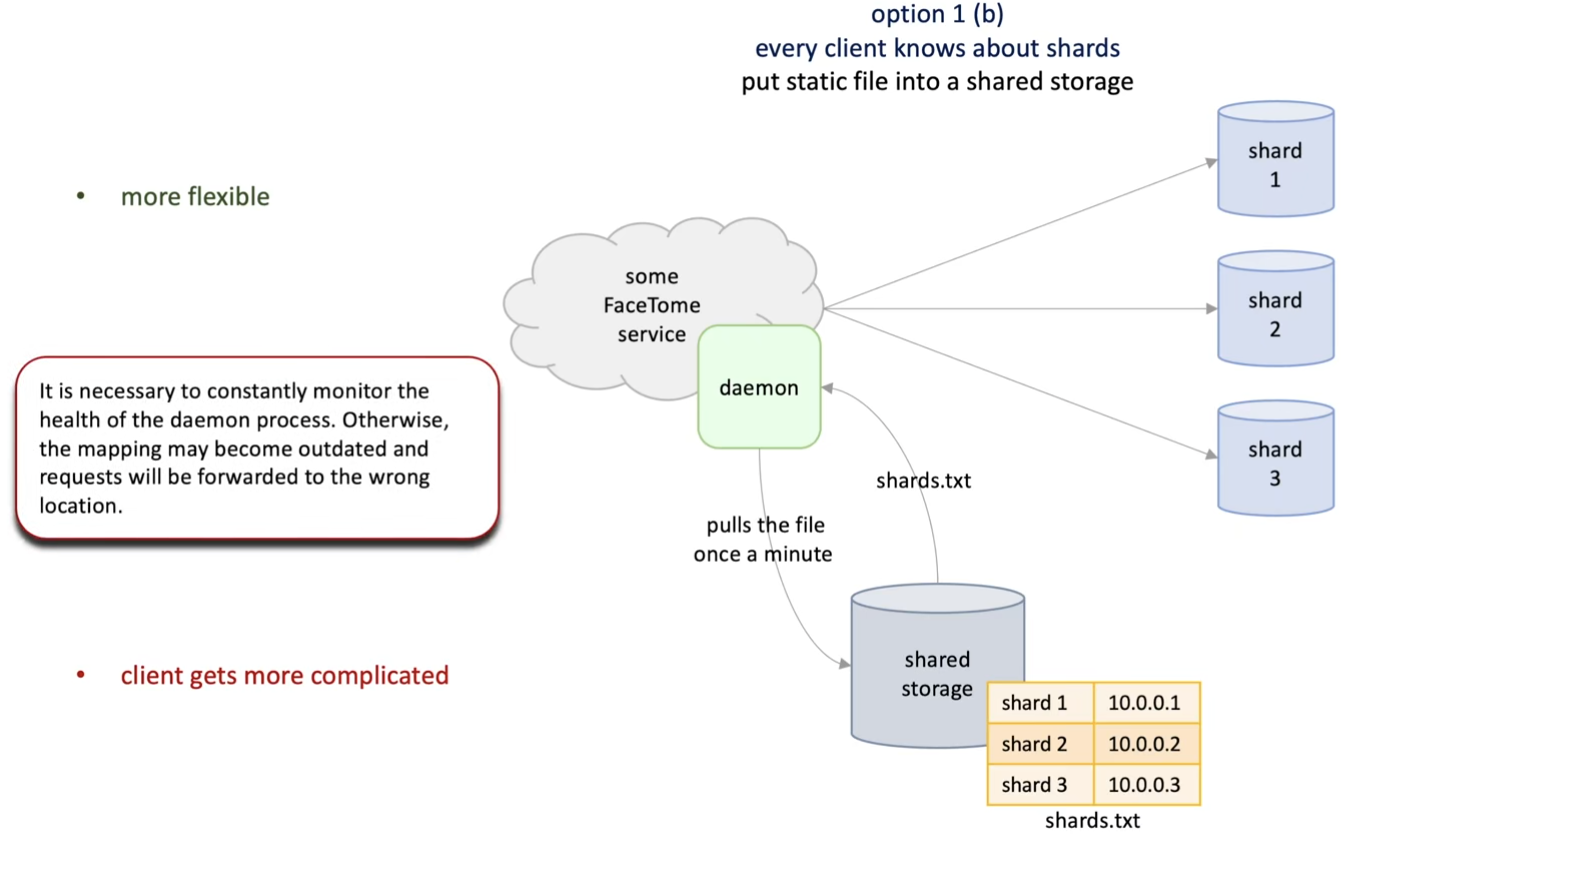 option 1 (b)
every client knows about shards
put static file into a shared storage
• more flexible
It is necessary to constantly monitor the
health of the daemon process. Otherwise,
the mapping may become outdated and
requests will be forwarded to the wrong
location.
• client gets more complicated
some
FaceTome
service
daemon
shards.txt
pulls the file
once a minute
shared
storage
shard 1 10.0.0.1
shard 2 10.0.0.2
shard 3 10.0.0.3
shards.txt
shard
1
shard
2
shard
3